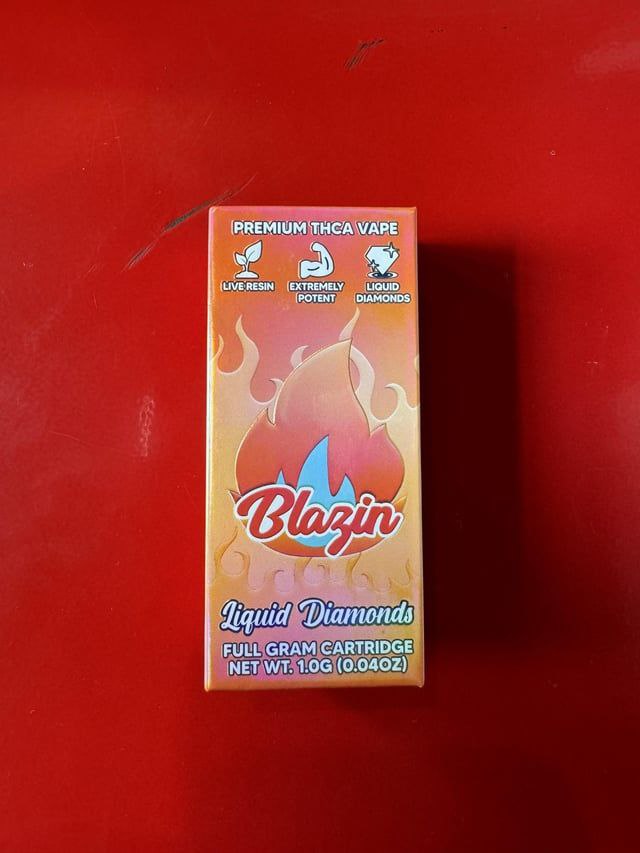 PREMIUM THCA VAPE
LIVE RESIN
EXTREMELY
POTENT
LIQUID
DIAMONDS
Blazin
Liquid Diamonds
FULL GRAM CARTRIDGE
NET WT. 1.0G (0.04OZ)